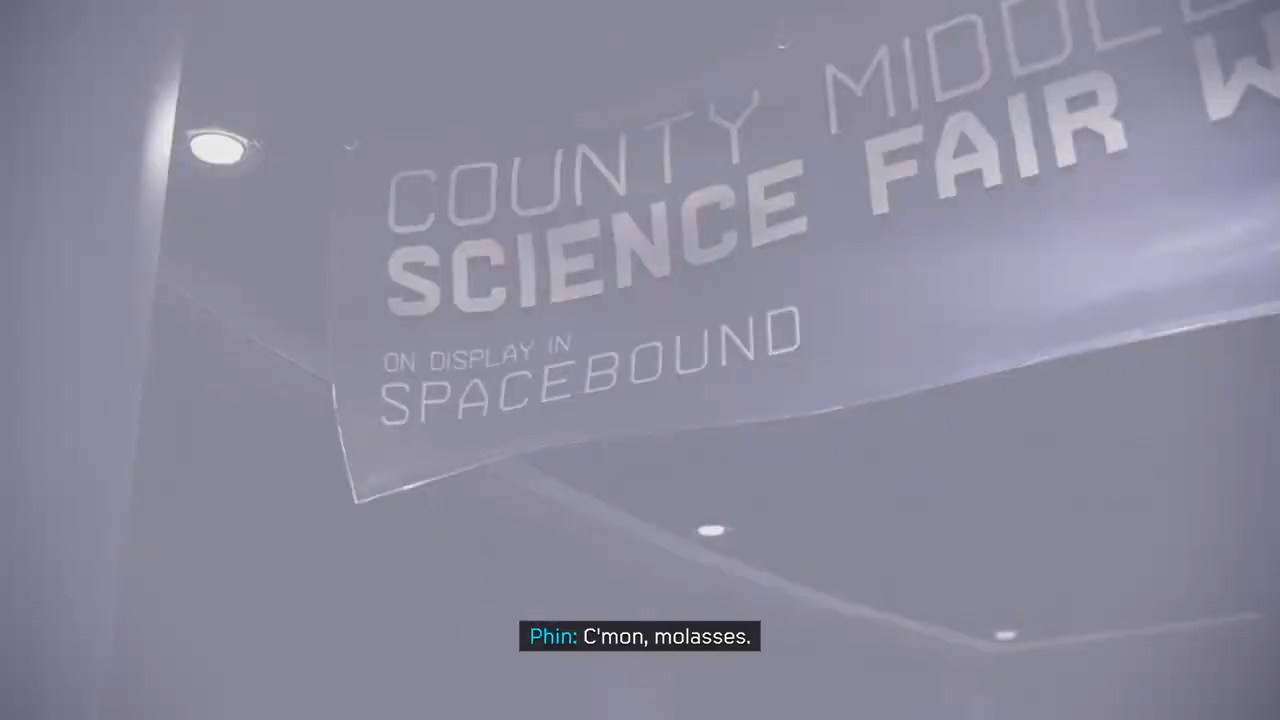 COUNTY
SCIENCE FAIR
ON DISPLAY IN
SPACEBOUND
Phin: C'mon, molasses.